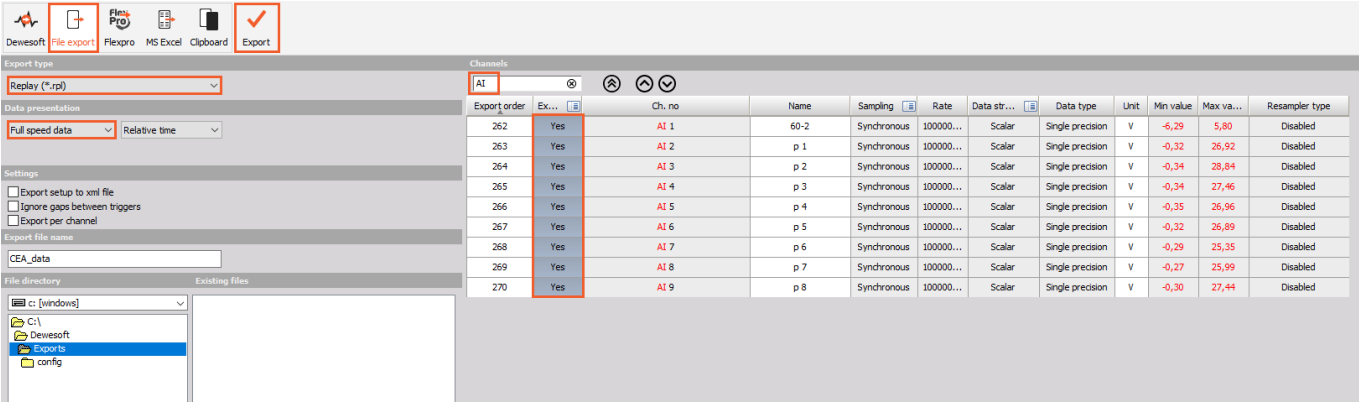 Flex
Pro
Dewesoft File export Flexpro MS Excel Clipboard Export
Export type
Replay (*.rpl)
Data presentation
Full speed data Relative time
Settings
Export setup to xml file
Ignore gaps between triggers
Export per channel
Export file name
CEA_data
File directory Existing files
c: [windows]
C:\
Dewesoft
Exports
config
Channels
AI
Export order Ex... Ch. no Name Sampling Rate Data str... Data type Unit Min value Max va... Resampler type
262 Yes AI 1 60-2 Synchronous 100000... Scalar Single precision V -6,29 5,80 Disabled
263 Yes AI 2 p 1 Synchronous 100000... Scalar Single precision V -0,32 26,92 Disabled
264 Yes AI 3 p 2 Synchronous 100000... Scalar Single precision V -0,34 28,84 Disabled
265 Yes AI 4 p 3 Synchronous 100000... Scalar Single precision V -0,34 27,46 Disabled
266 Yes AI 5 p 4 Synchronous 100000... Scalar Single precision V -0,35 26,96 Disabled
267 Yes AI 6 p 5 Synchronous 100000... Scalar Single precision V -0,32 26,89 Disabled
268 Yes AI 7 p 6 Synchronous 100000... Scalar Single precision V -0,29 25,35 Disabled
269 Yes AI 8 p 7 Synchronous 100000... Scalar Single precision V -0,27 25,99 Disabled
270 Yes AI 9 p 8 Synchronous 100000... Scalar Single precision V -0,30 27,44 Disabled